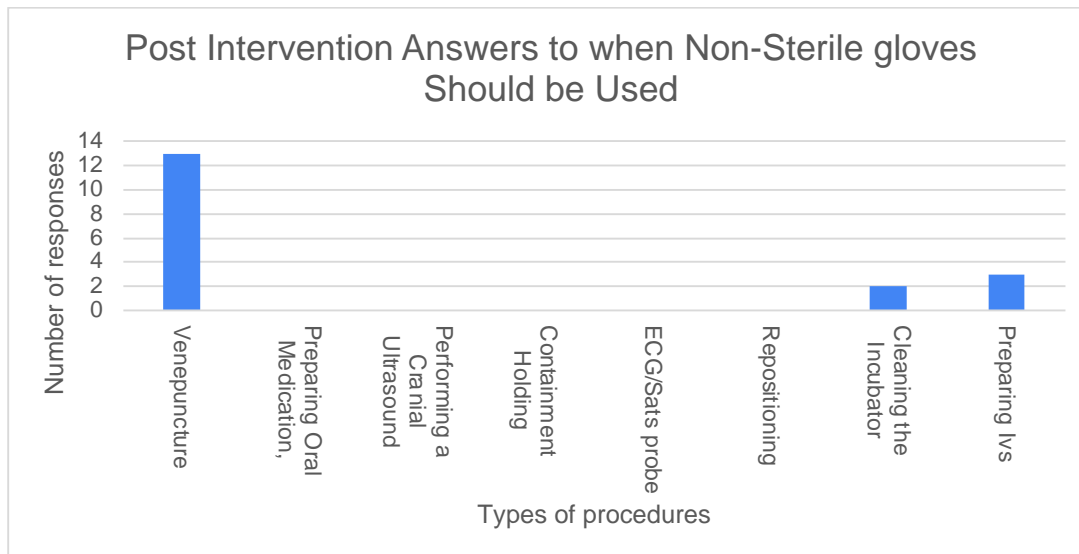 Post Intervention Answers to when Non-Sterile gloves
Should be Used
Number of responses
14
12
10
8
6
4
2
0
Venepuncture
Preparing Oral
Medication,
Performing a
Cranial
Ultrasound
Containment
Holding
ECG/Sats probe
Repositioning
Cleaning the
Incubator
Preparing Ivs
Types of procedures